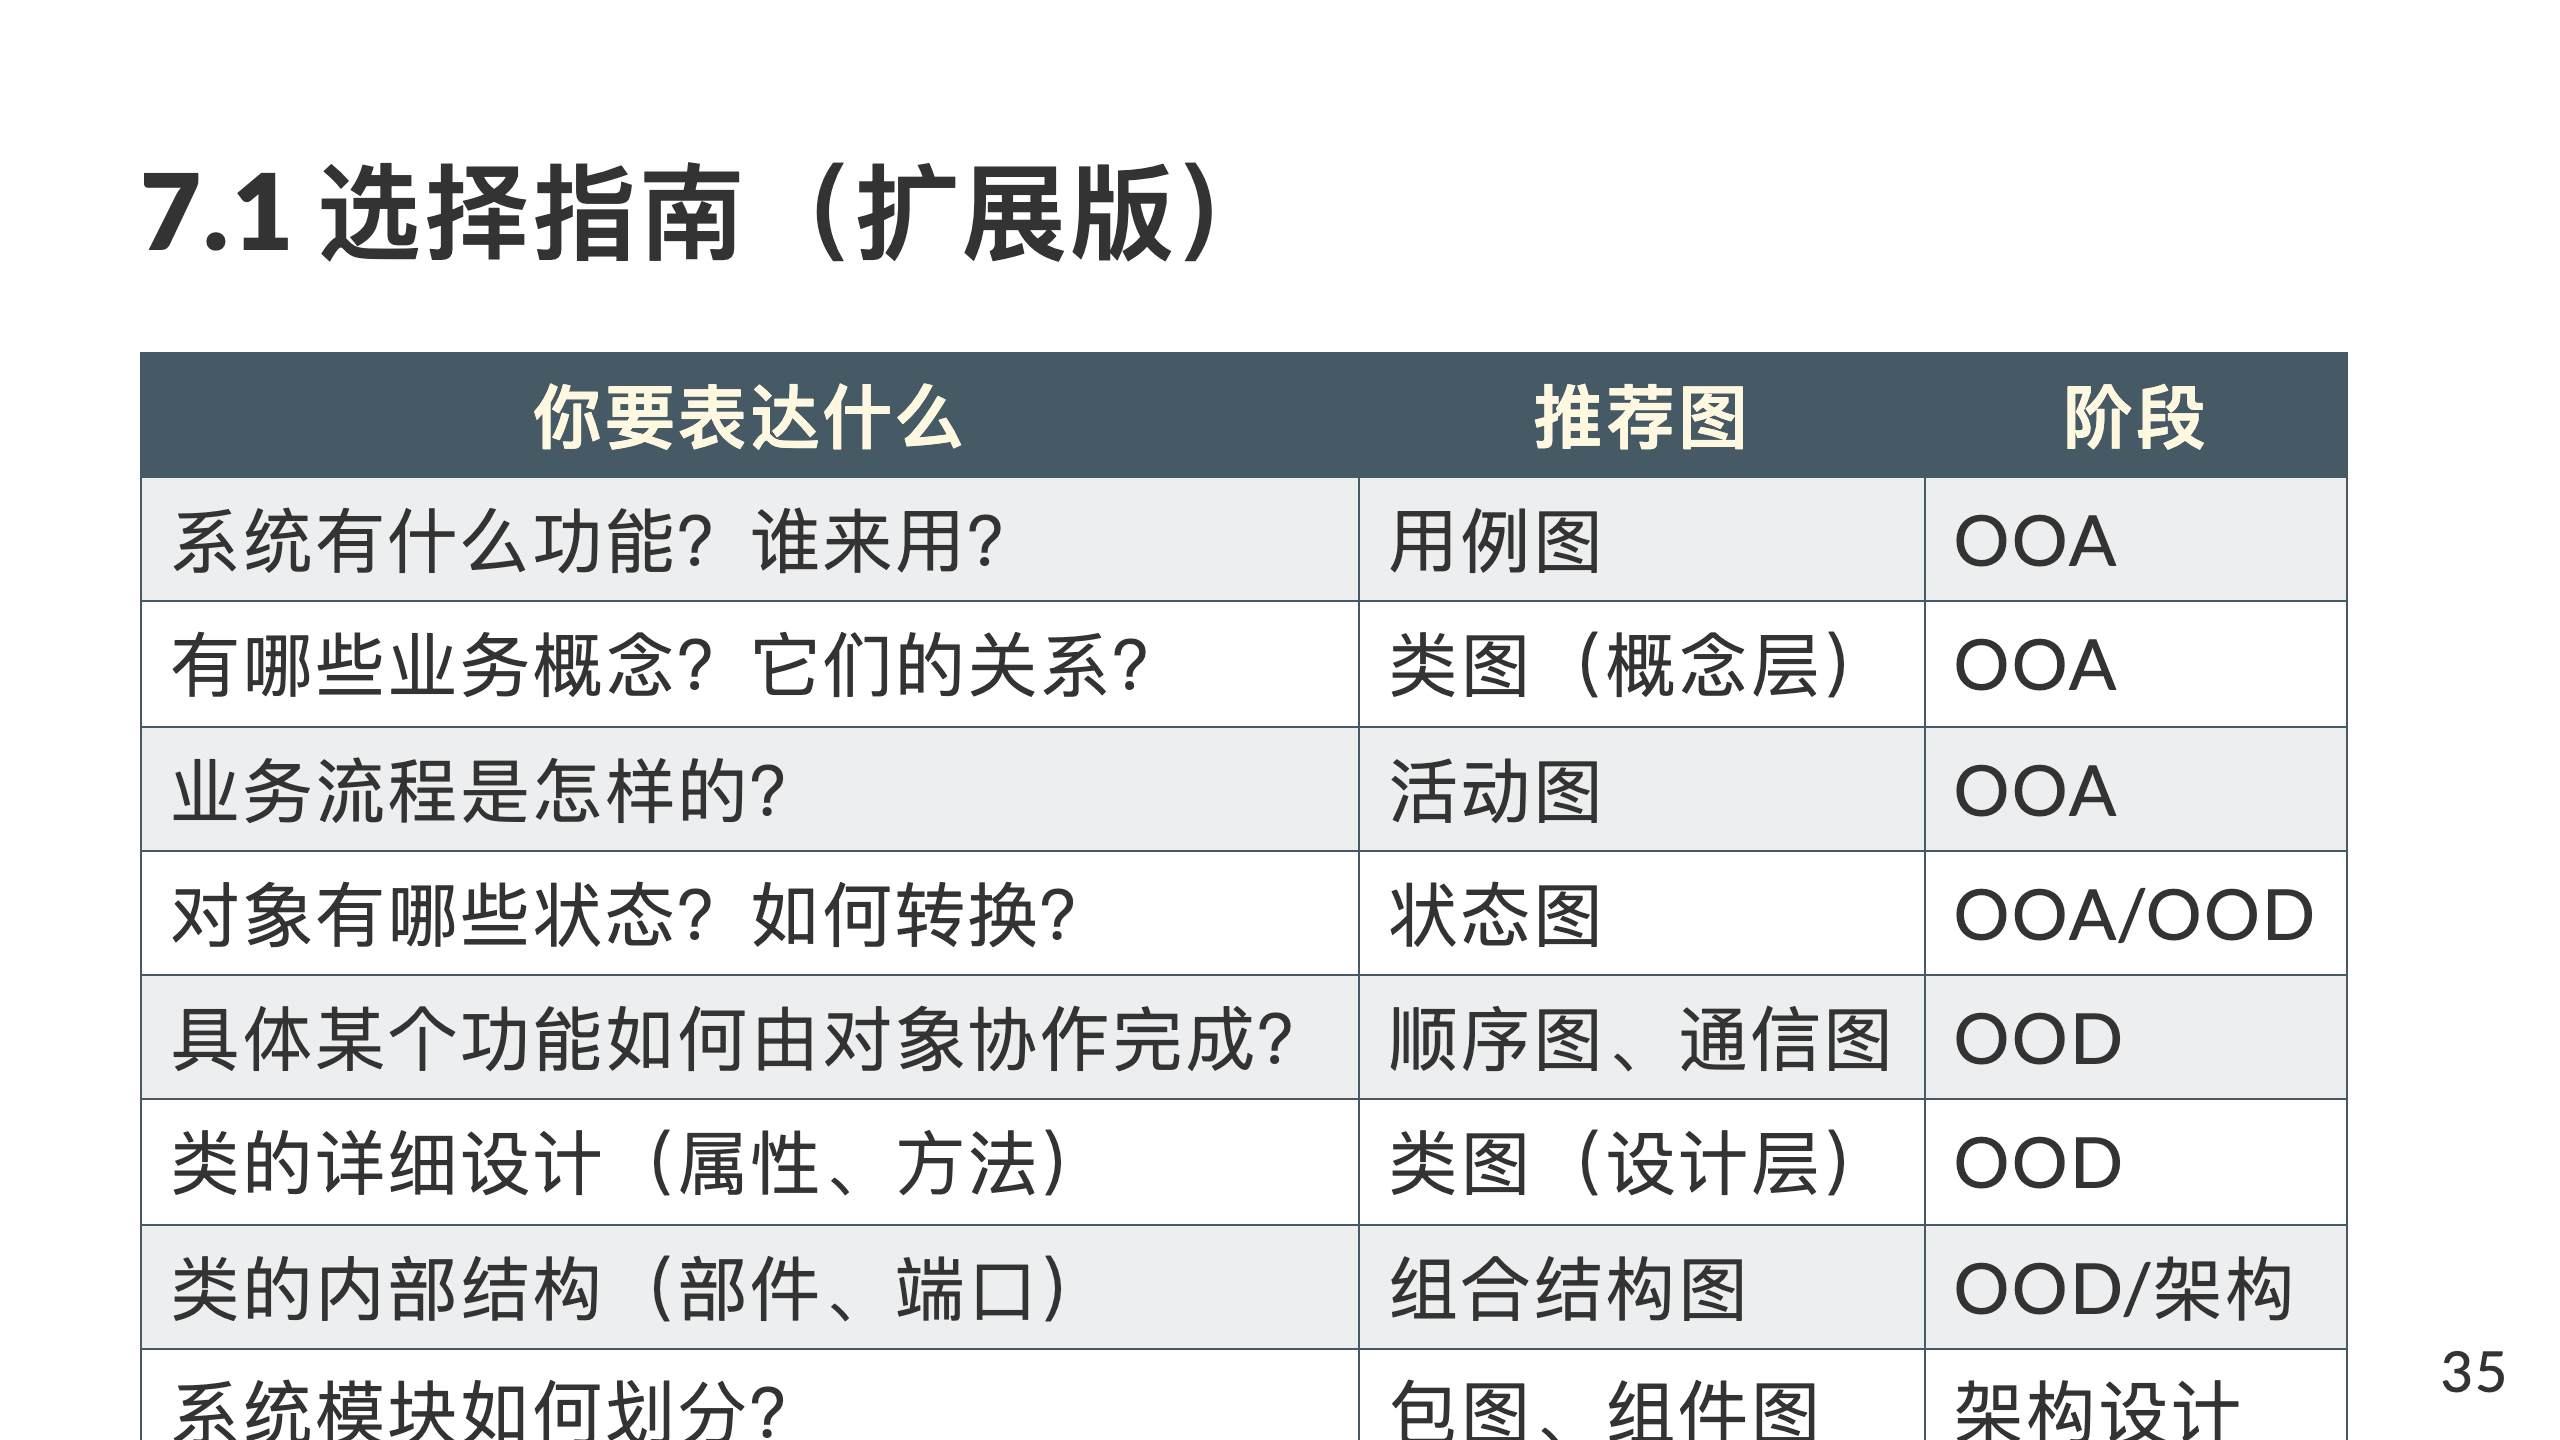 7.1 选择指南（扩展版）
你要表达什么 推荐图 阶段
系统有什么功能？谁来用？ 用例图 OOA
有哪些业务概念？它们的关系？ 类图（概念层） OOA
业务流程是怎样的？ 活动图 OOA
对象有哪些状态？如何转换？ 状态图 OOA/OOD
具体某个功能如何由对象协作完成？ 顺序图、通信图 OOD
类的详细设计（属性、方法） 类图（设计层） OOD
类的内部结构（部件、端口） 组合结构图 OOD/架构
系统模块如何划分？ 包图、组件图 架构设计
35